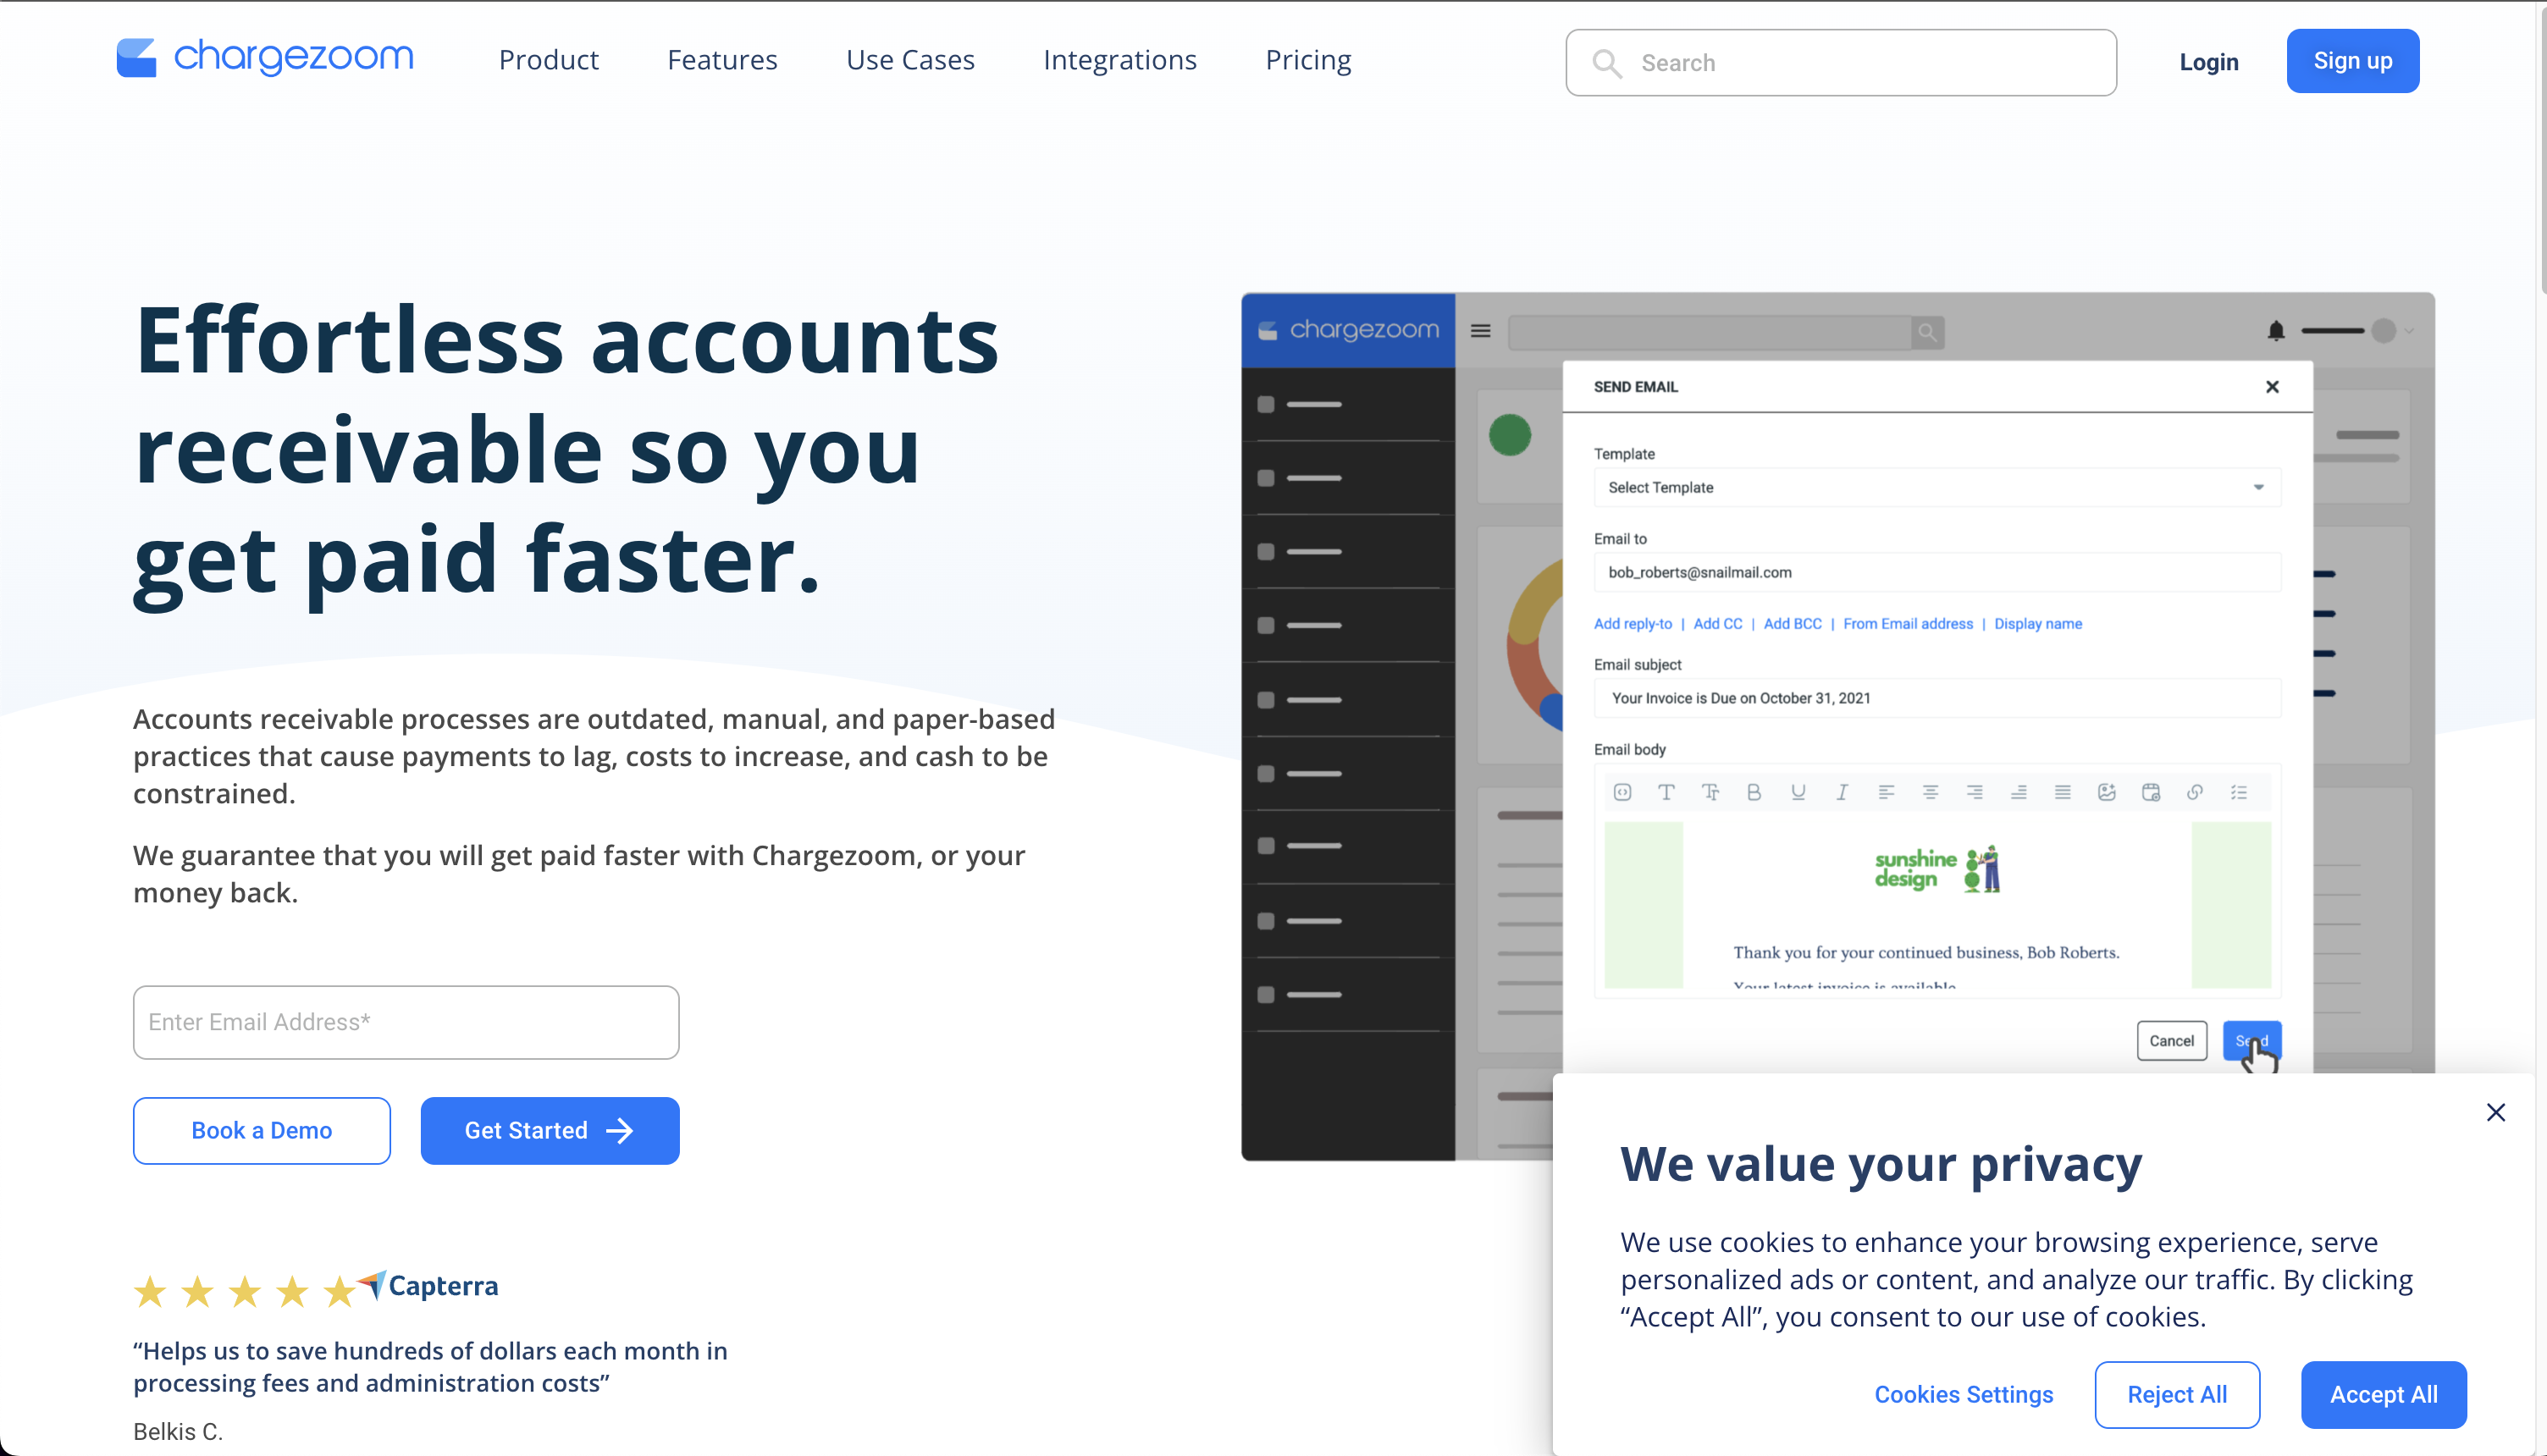 chargezoom
Product
Features
Use Cases
Integrations
Pricing
Search
Login
Sign up
Effortless accounts
receivable so you
get paid faster.
Accounts receivable processes are outdated, manual, and paper-based
practices that cause payments to lag, costs to increase, and cash to be
constrained.
We guarantee that you will get paid faster with Chargezoom, or your
money back.
Enter Email Address*
Book a Demo
Get Started
Capterra
“Helps us to save hundreds of dollars each month in
processing fees and administration costs”
Belkis C.
chargezoom
SEND EMAIL
Template
Select Template
Email to
bob_roberts@snailmail.com
Add reply-to | Add CC | Add BCC | From Email address | Display name
Email subject
Your Invoice is Due on October 31, 2021
Email body
sunshine
design
Thank you for your continued business, Bob Roberts.
Your latest invoice is available
Cancel
Send
We value your privacy
We use cookies to enhance your browsing experience, serve
personalized ads or content, and analyze our traffic. By clicking
“Accept All”, you consent to our use of cookies.
Cookies Settings
Reject All
Accept All